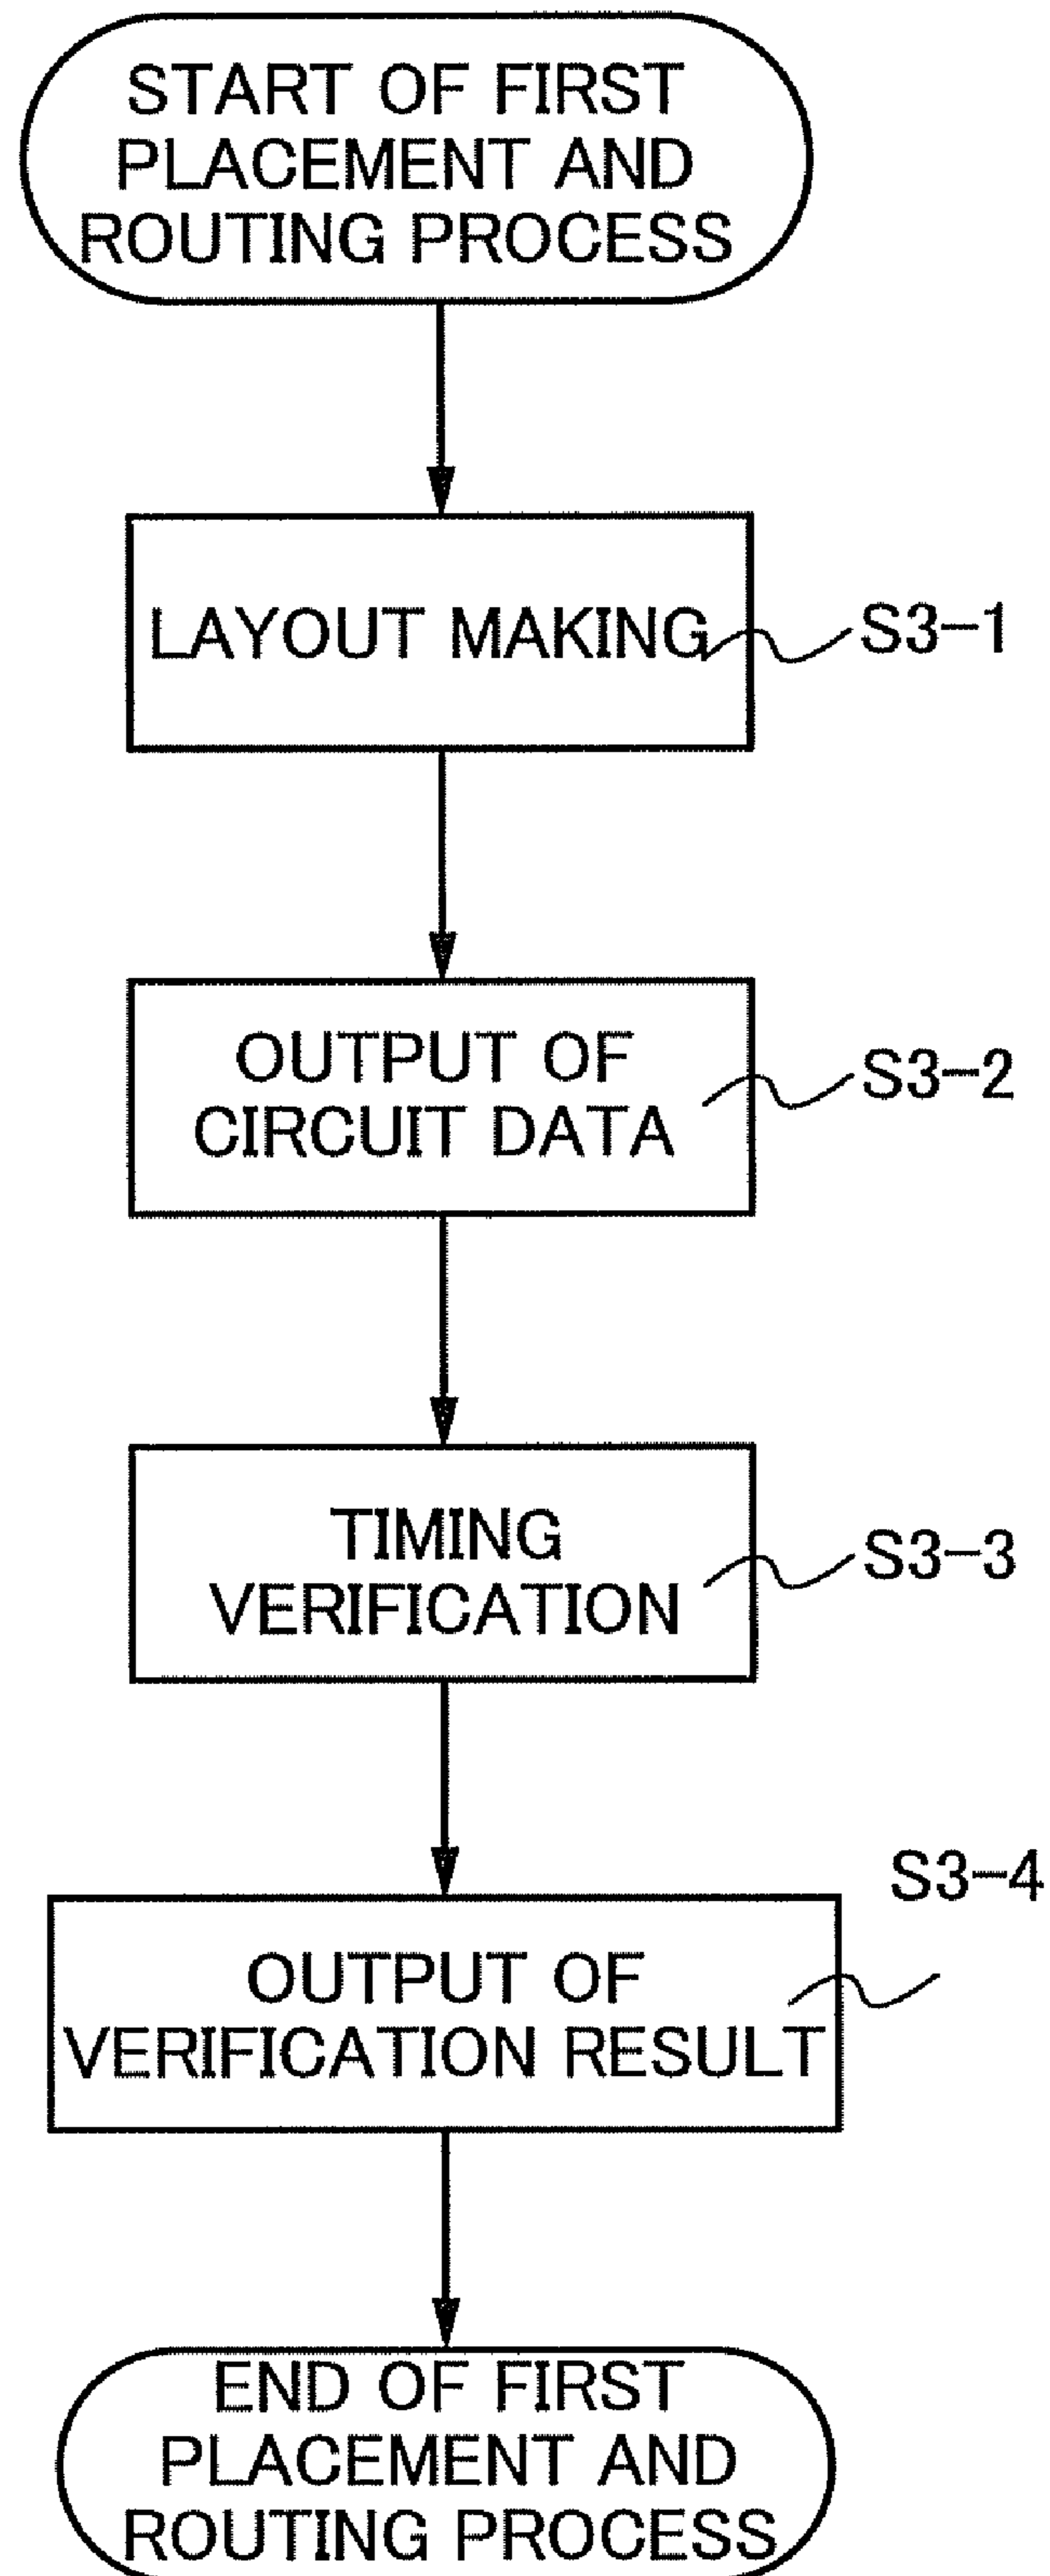 START OF FIRST
PLACEMENT AND
ROUTING PROCESS
LAYOUT MAKING
S3-1
OUTPUT OF
CIRCUIT DATA
S3-2
TIMING
VERIFICATION
S3-3
S3-4
OUTPUT OF
VERIFICATION RESULT
END OF FIRST
PLACEMENT AND
ROUTING PROCESS